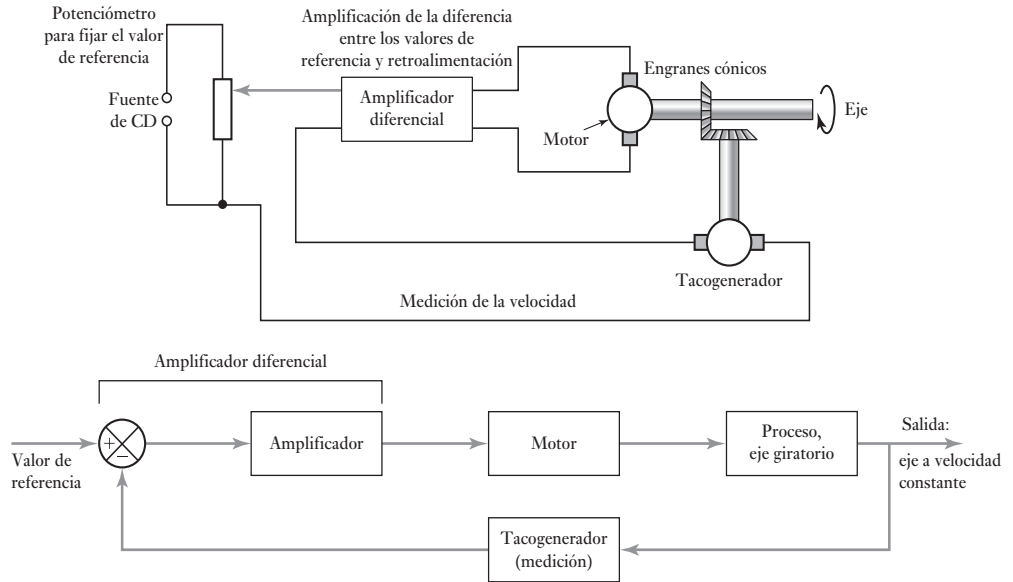 Potenciómetro
para fijar el valor
de referencia
Amplificación de la diferencia
entre los valores de
referencia y retroalimentación
Fuente
de CD
Amplificador
diferencial
Motor
Engranes cónicos
Eje
Tacogenerador
Medición de la velocidad
Amplificador diferencial
+
−
Valor de
referencia
Amplificador
Motor
Proceso,
eje giratorio
Salida:
eje a velocidad
constante
Tacogenerador
(medición)